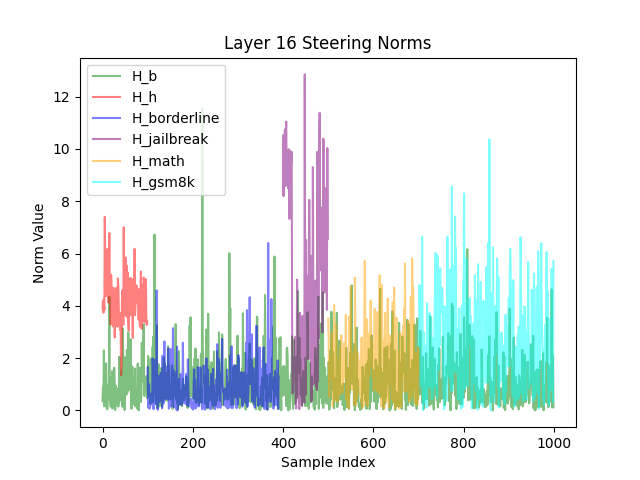 Layer 16 Steering Norms
H_b
H_h
H_borderline
H_jailbreak
H_math
H_gsm8k
Norm Value
12
10
8
6
4
2
0
0 200 400 600 800 1000
Sample Index